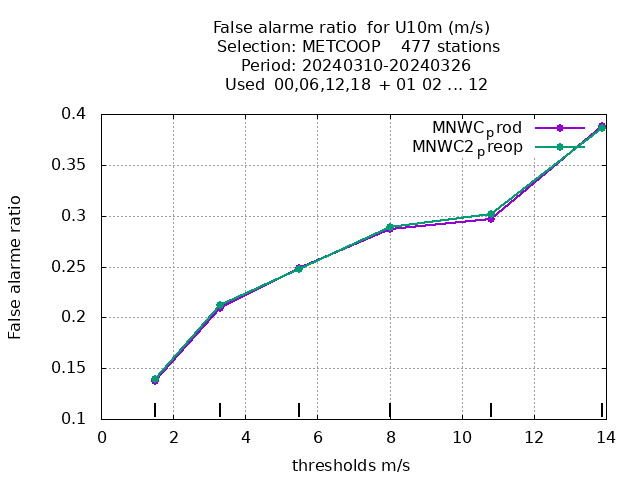 False alarme ratio for U10m (m/s)
Selection: METCOOP 477 stations
Period: 20240310-20240326
Used 00,06,12,18 + 01 02 ... 12
MNWCprod
MNWC2preop
0.4
0.35
0.3
0.25
0.2
0.15
0.1
False alarme ratio
0 2 4 6 8 10 12 14
thresholds m/s